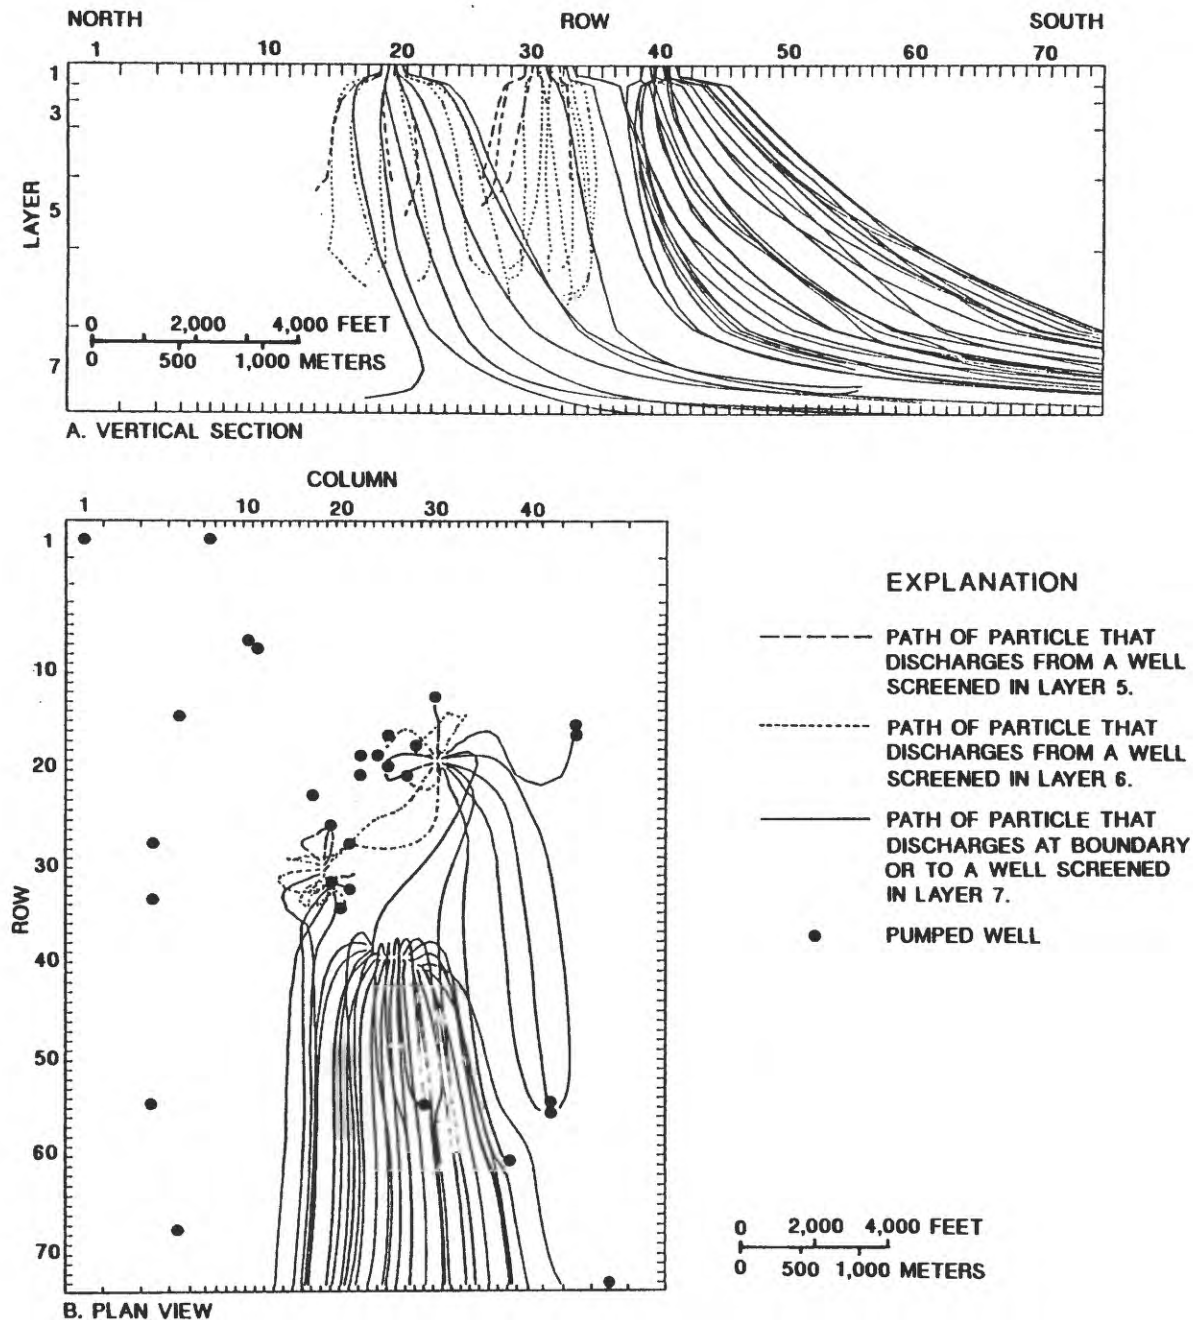 NORTH ROW SOUTH
1 10 20 30 40 50 60 70
LAYER
1
3
5
7
0 2,000 4,000 FEET
0 500 1,000 METERS
A. VERTICAL SECTION
COLUMN
1 10 20 30 40
ROW
1
10
20
30
40
50
60
70
B. PLAN VIEW
EXPLANATION
PATH OF PARTICLE THAT
DISCHARGES FROM A WELL
SCREENED IN LAYER 5.
PATH OF PARTICLE THAT
DISCHARGES FROM A WELL
SCREENED IN LAYER 6.
PATH OF PARTICLE THAT
DISCHARGES AT BOUNDARY
OR TO A WELL SCREENED
IN LAYER 7.
PUMPED WELL
0 2,000 4,000 FEET
0 500 1,000 METERS